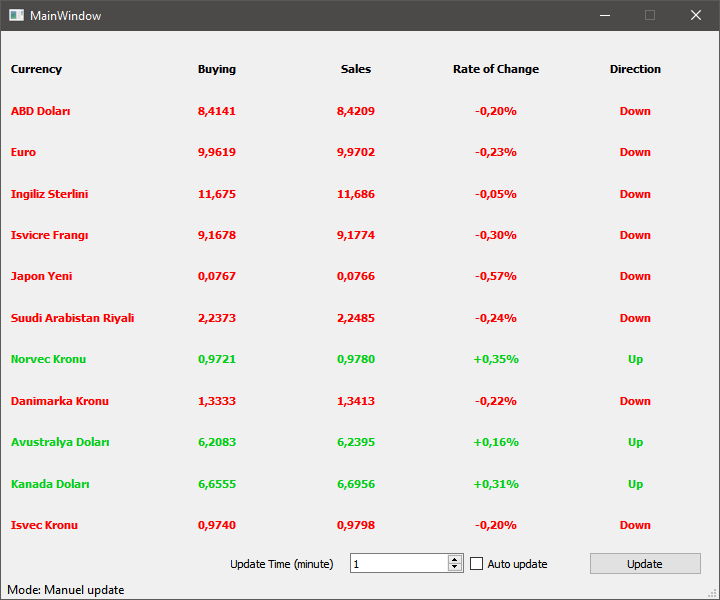 MainWindow
Currency Buying Sales Rate of Change Direction
ABD Doları 8,4141 8,4209 -0,20% Down
Euro 9,9619 9,9702 -0,23% Down
Ingiliz Sterlini 11,675 11,686 -0,05% Down
Isvicre Frangı 9,1678 9,1774 -0,30% Down
Japon Yeni 0,0767 0,0766 -0,57% Down
Suudi Arabistan Riyali 2,2373 2,2485 -0,24% Down
Norvec Kronu 0,9721 0,9780 +0,35% Up
Danimarka Kronu 1,3333 1,3413 -0,22% Down
Avustralya Doları 6,2083 6,2395 +0,16% Up
Kanada Doları 6,6555 6,6956 +0,31% Up
Isvec Kronu 0,9740 0,9798 -0,20% Down
Update Time (minute) 1 Auto update Update
Mode: Manuel update